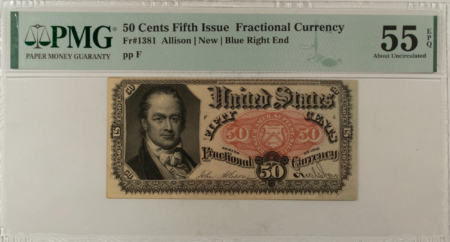 PMG
PAPER MONEY GUARANTY
50 Cents Fifth Issue Fractional Currency
Fr#1381 Allison | New | Blue Right End
pp F
55 EPQ
About Uncirculated
United States
FIFTY CENTS
50 50
Fractional Currency
50